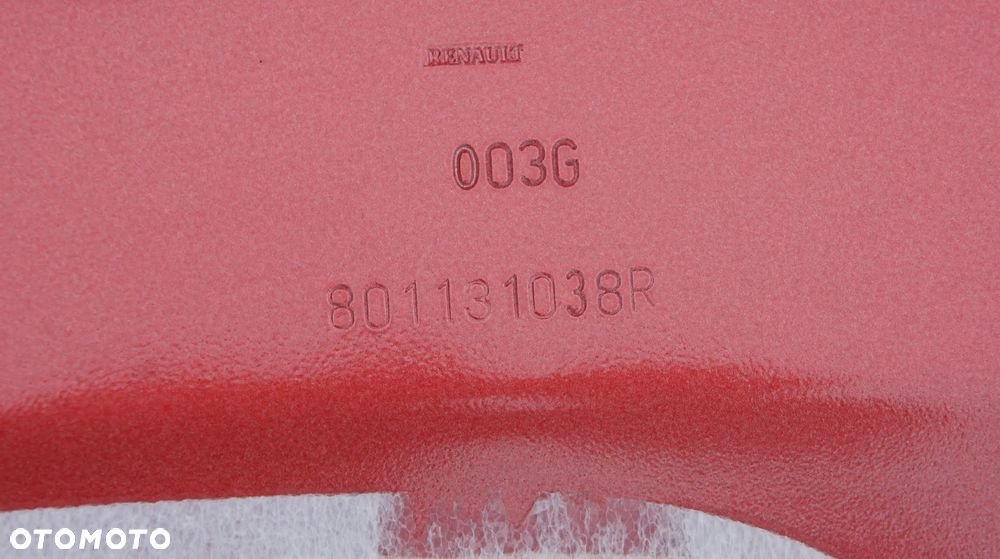 RENAULT
003G
801131038R
OTOMOTO